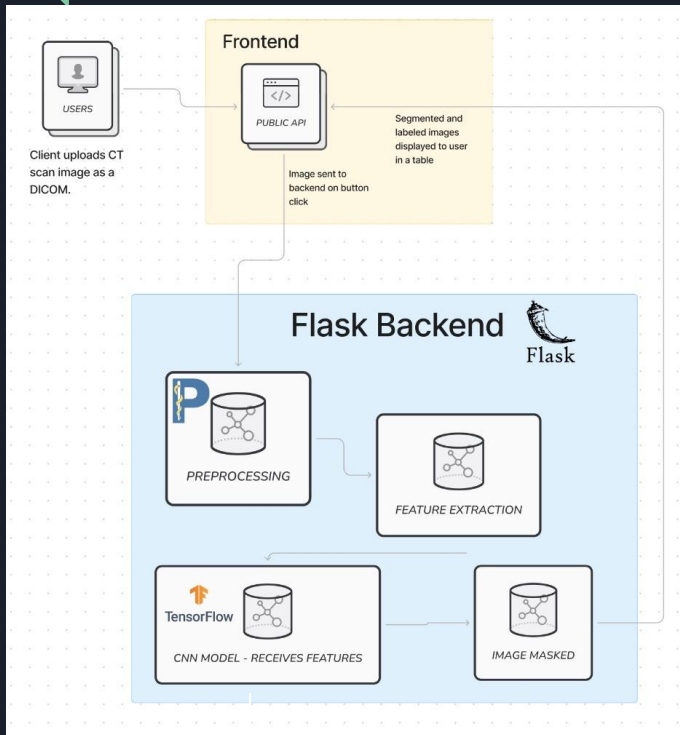 Frontend
USERS
</>
PUBLIC API
Client uploads CT
scan image as a
DICOM.
Segmented and
labeled images
displayed to user
in a table
Image sent to
backend on button
click
Flask Backend
Flask
P
PREPROCESSING
FEATURE EXTRACTION
TensorFlow
CNN MODEL - RECEIVES FEATURES
IMAGE MASKED